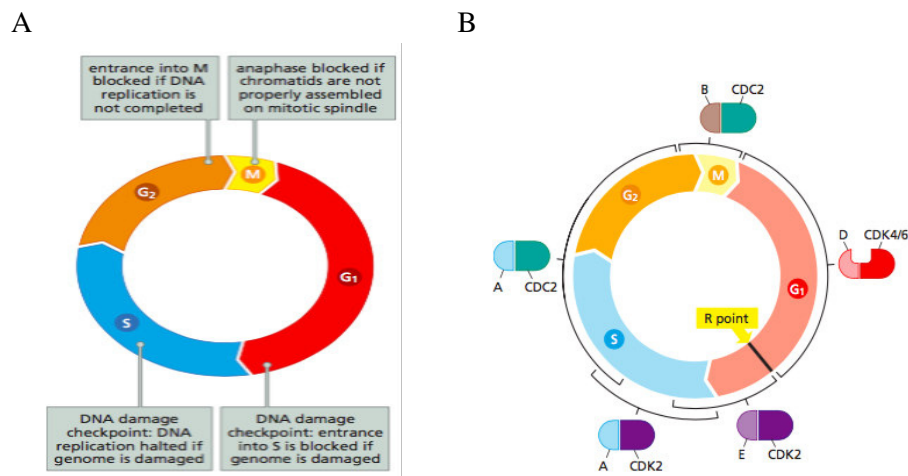 A
B
entrance into M
blocked if DNA
replication is
not completed
anaphase blocked if
chromatids are not
properly assembled
on mitotic spindle
M
G2
G1
S
DNA damage
checkpoint: DNA
replication halted if
genome is damaged
DNA damage
checkpoint: entrance
into S is blocked if
genome is damaged
B CDC2
M
G2
D CDK4/6
A CDC2
G1
R point
S
A CDK2
E CDK2